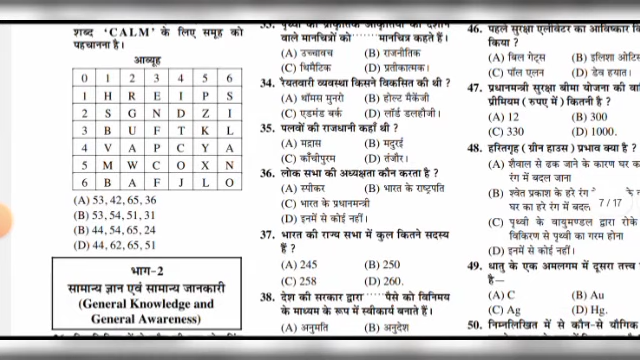 शब्द 'CALM' के लिए समूह को
पहचानना है।
आव्यूह
0 1 2 3 4 5 6
1 H R E I P S
2 S G N D Z I
3 B U F T K L
4 V A P C Y A
5 M W C O X N
6 B A F J L O
(A) 53, 42, 65, 36
(B) 53, 54, 51, 31
(B) 44, 54, 65, 24
(D) 44, 62, 65, 51
भाग-2
सामान्य ज्ञान एवं सामान्य जानकारी
(General Knowledge and
General Awareness)
वाले मानचित्रों को ······ मानचित्र कहते हैं।
(A) उच्चावच (B) राजनीतिक
(C) थिमैटिक (D) प्रतीकात्मक।
34. रैयतवारी व्यवस्था किसने विकसित की थी ?
(A) थॉमस मुनरो (B) होल्ट मैकेंजी
(C) एडमंड बर्क (D) लॉर्ड डलहौजी।
35. पलवों की राजधानी कहाँ थी ?
(A) मद्रास (B) मदुरई
(C) काँचीपुरम (D) तंजौर।
36. लोक सभा की अध्यक्षता कौन करता है ?
(A) स्पीकर (B) भारत के राष्ट्रपति
(C) भारत के प्रधानमन्त्री
(D) इनमें से कोई नहीं।
37. भारत की राज्य सभा में कुल कितने सदस्य
हैं ?
(A) 245 (B) 250
(C) 258 (D) 260.
38. देश की सरकार द्वारा ······ पैसे को विनिमय
के माध्यम के रूप में स्वीकार्य बनाते हैं।
(A) अनुमति (B) अनुदेश
46. पहले सुरक्षा एलीवेटर का आविष्कार
किया ?
(A) बिल गेट्स (B) इलिशा ओटिस
(C) पॉल एलन (D) डेव हयात।
47. प्रधानमन्त्री सुरक्षा बीमा योजना की
प्रीमियम ( रुपए में ) कितनी है ?
(A) 12 (B) 300
(C) 330 (D) 1000.
48. हरितगृह ( ग्रीन हाउस ) प्रभाव क्या है ?
(A) शैवाल से ढक जाने के कारण घर
रंग में बदल जाना
(B) श्वेत प्रकाश के हरे रंग
घर का हरे रंग में 7 / 17
(C) पृथ्वी के वायुमण्डल द्वारा रोके
विकिरण से पृथ्वी का गरम होना
(D) इनमें से कोई नहीं।
49. धातु के एक अमलगम में दूसरा तत्त्व
है—
(A) C (B) Au
(C) Ag (D) Hg.
50. निम्नलिखित में से कौन-से यौगिक